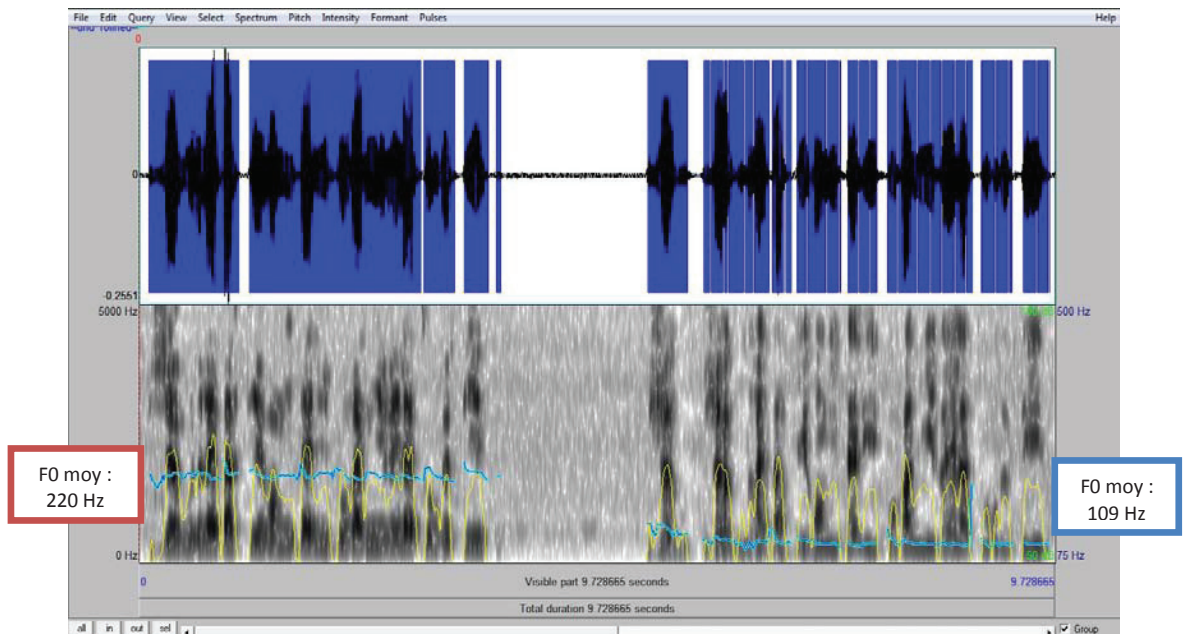 File Edit Query View Select Spectrum Pitch Intensity Formant Pulses Help
0
0
-0.2551
5000 Hz
500 Hz
F0 moy :
220 Hz
F0 moy :
109 Hz
0 Hz
75 Hz
0 Visible part 9.728665 seconds 9.728665
Total duration 9.728665 seconds
all in out sel Group